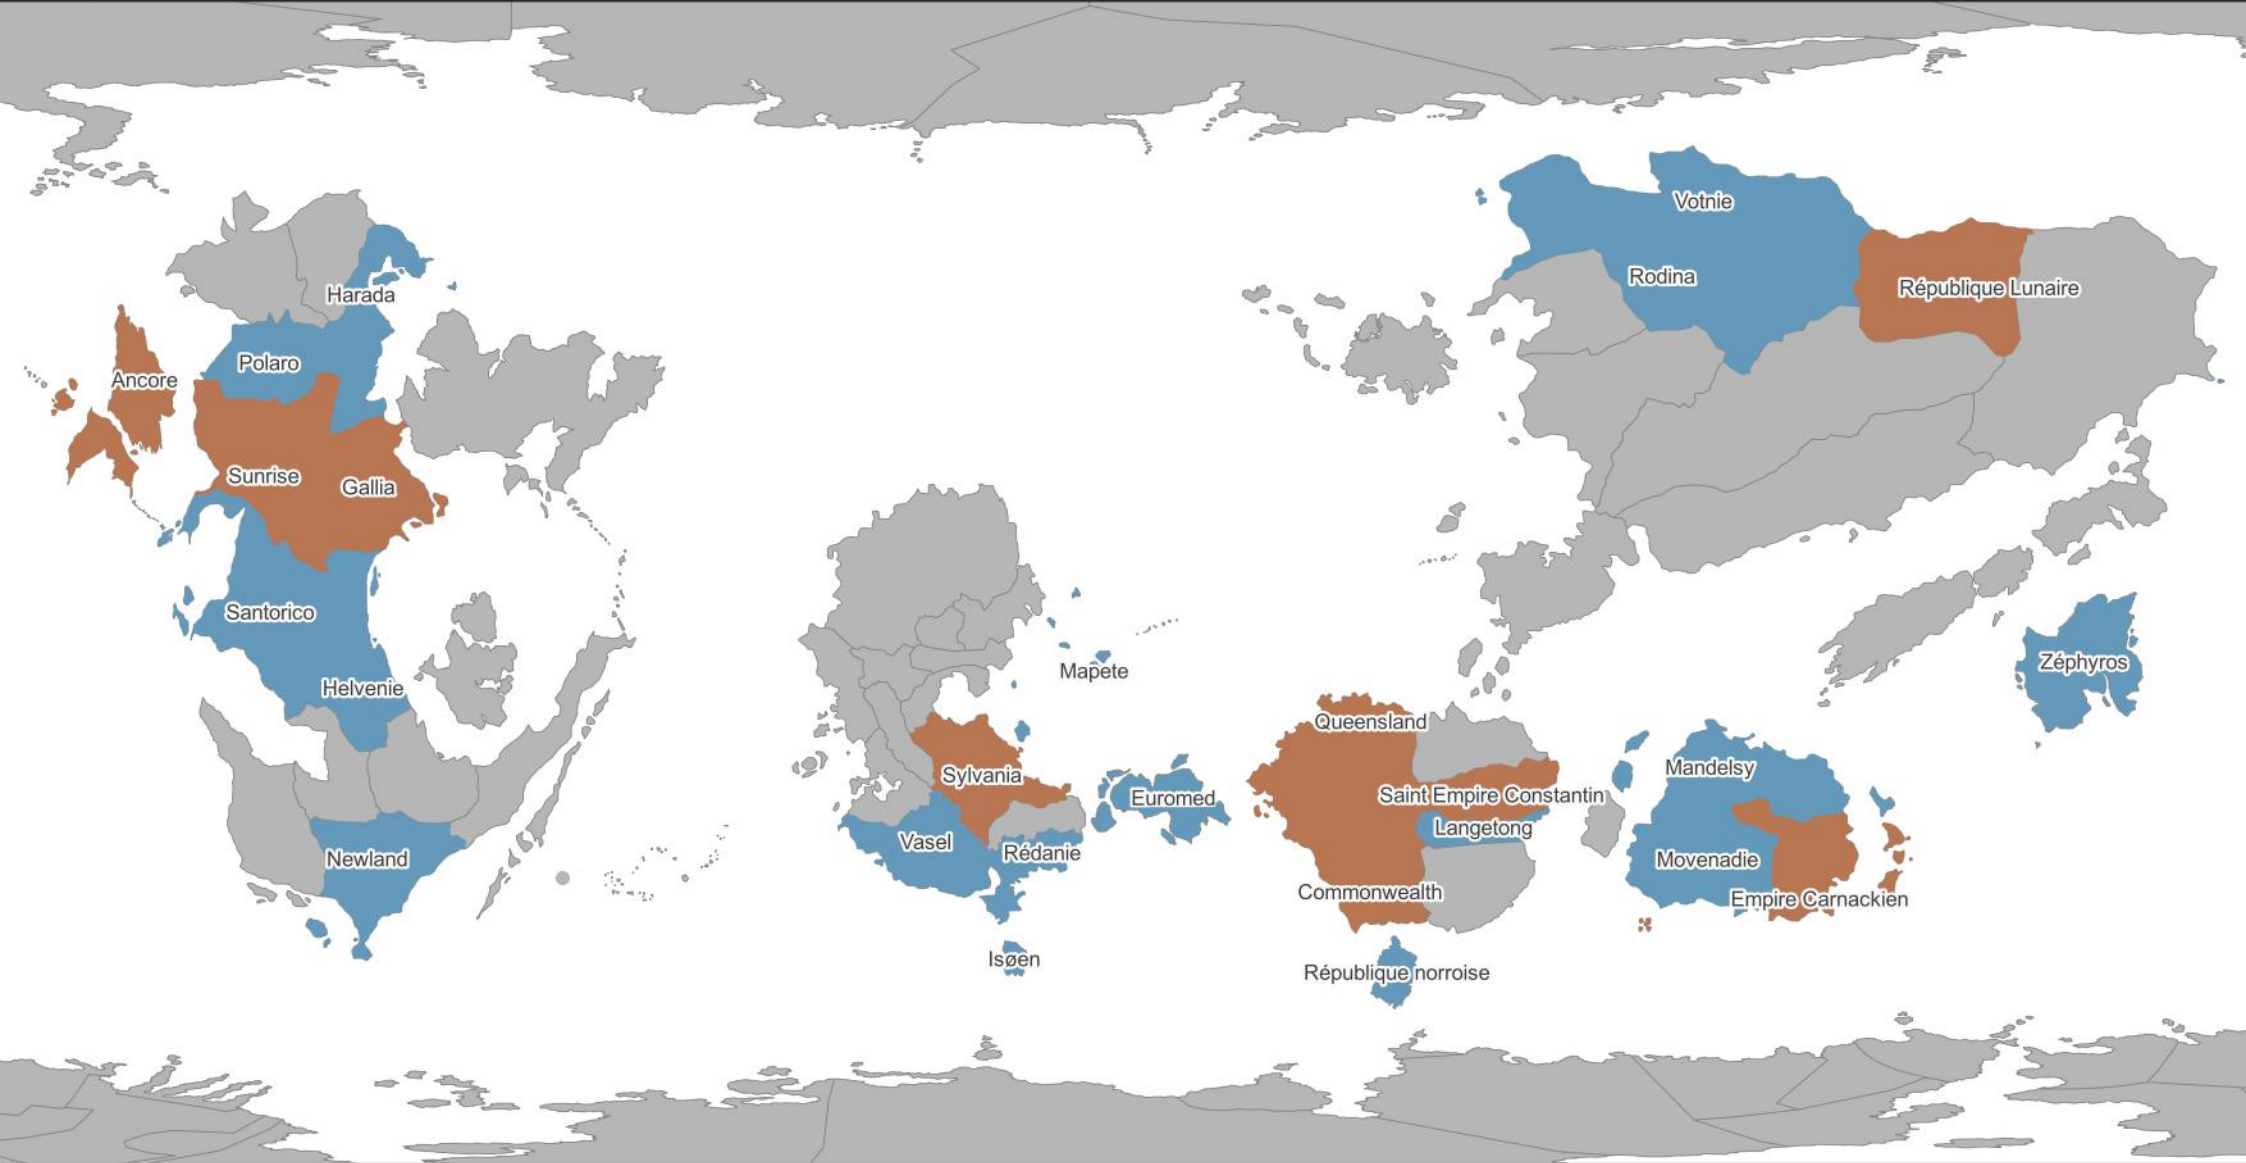 Votnie
Rodina
République Lunaire
Harada
Polaro
Ancore
Sunrise
Gallia
Santorico
Helvenie
Newland
Mapete
Sylvania
Euromed
Vasel
Rédanie
Isøen
Queensland
Saint Empire Constantin
Langetong
Commonwealth
République norroise
Zéphyros
Mandelsy
Movenadie
Empire Carnackien